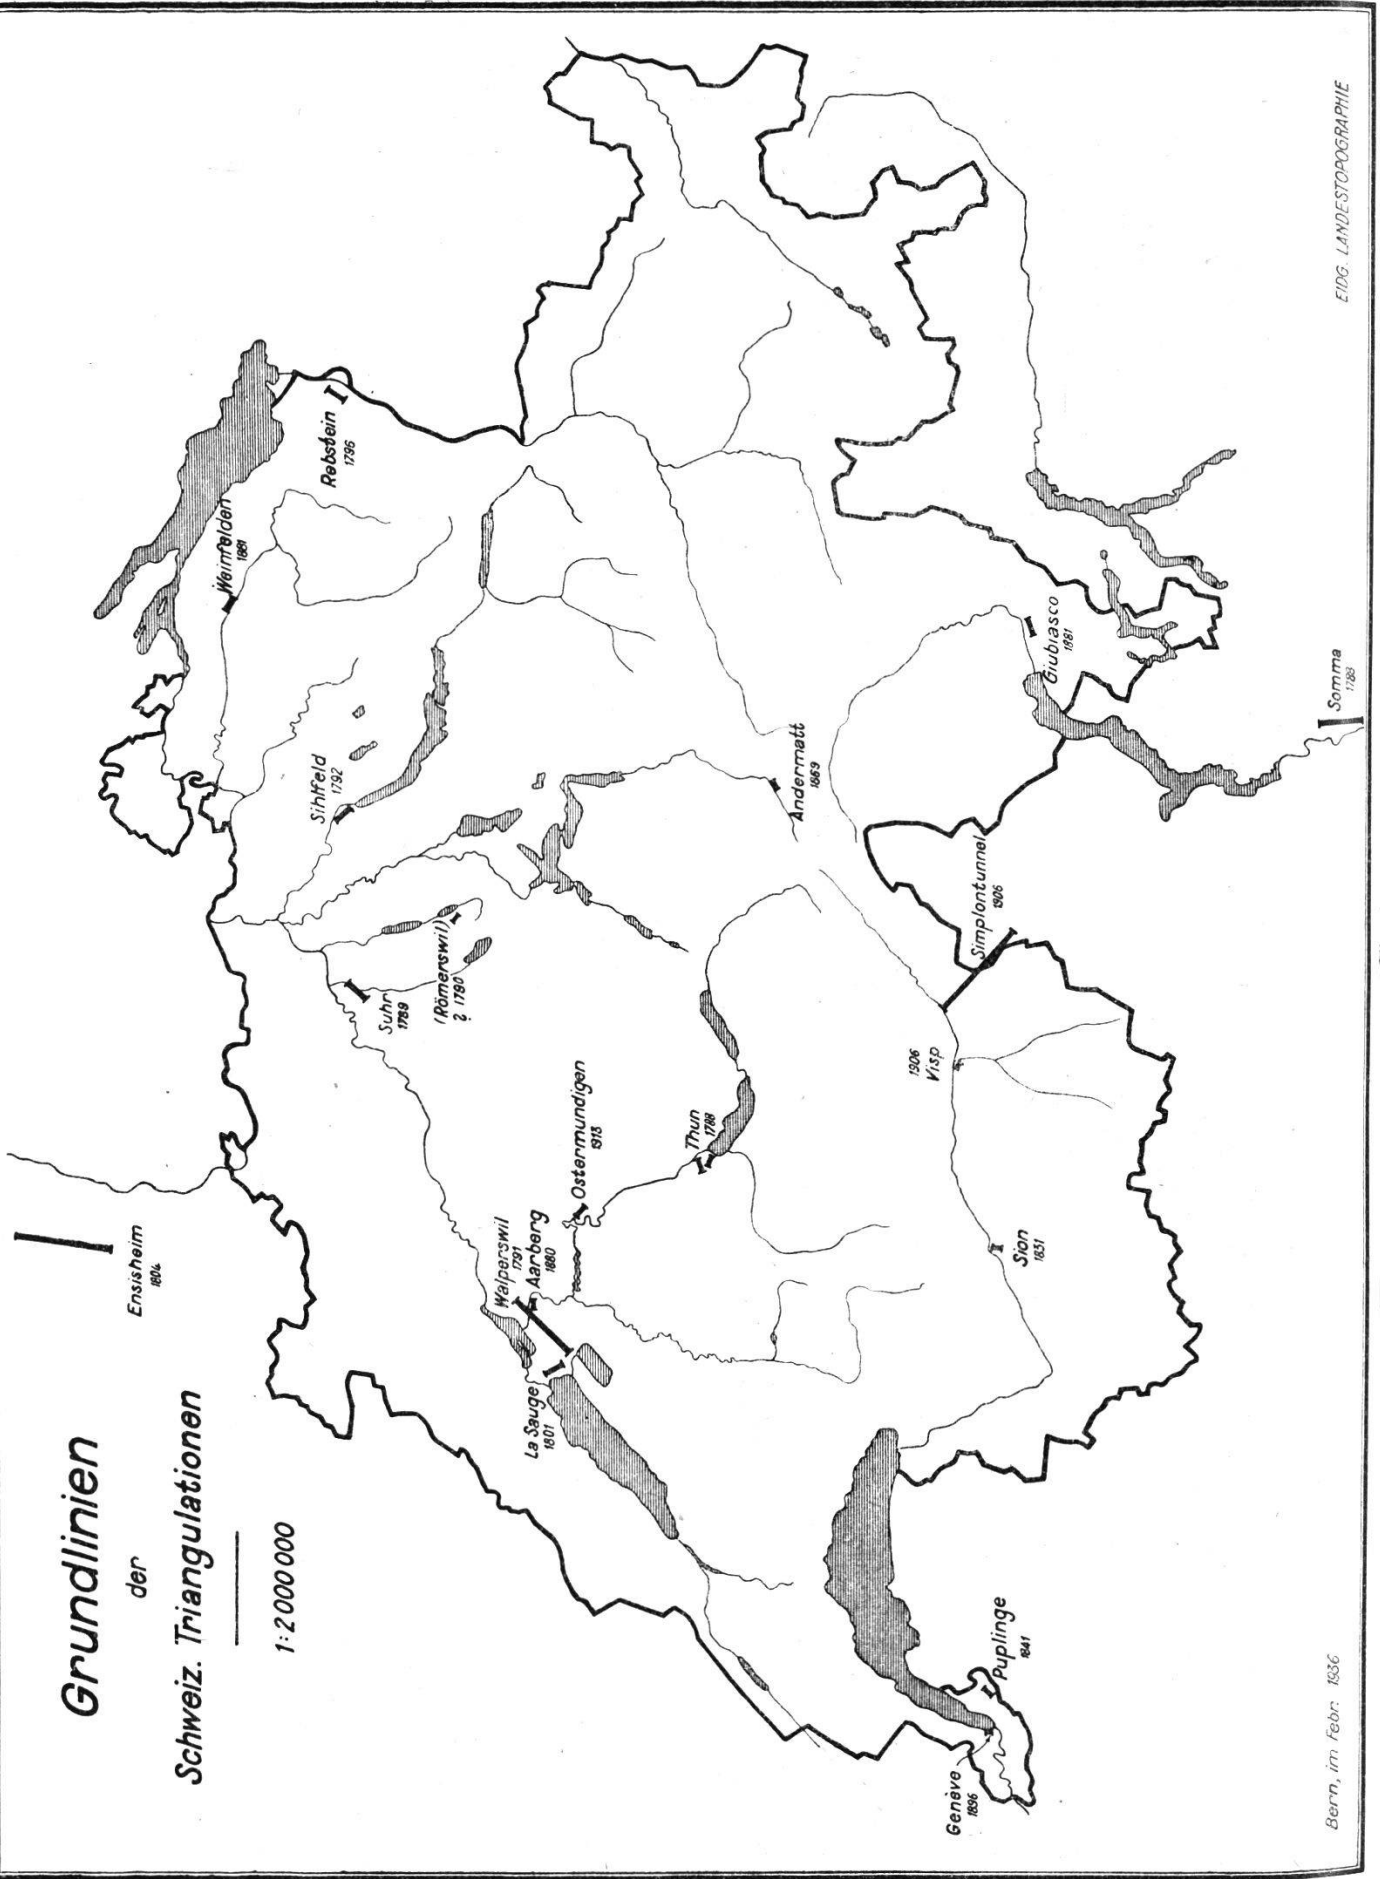 Grundlinien
der
Schweiz. Triangulationen
1:2000000
Ensisheim
1804
Weinfelden
1881
Rebstein
1796
Sihlfeld
1792
Suhr
1789
(Römerswil)
? 1790
Walperswil
1791
Aarberg
1880
Ostermundigen
1913
La Sauge
1801
Thun
1788
Andermatt
1869
Giubiasco
1881
Simplontunnel
1906
1906
Visp
Sion
1831
Puplinge
1841
Genève
1896
Somma
1788
Bern, im Febr. 1936
EIDG. LANDESTOPOGRAPHIE